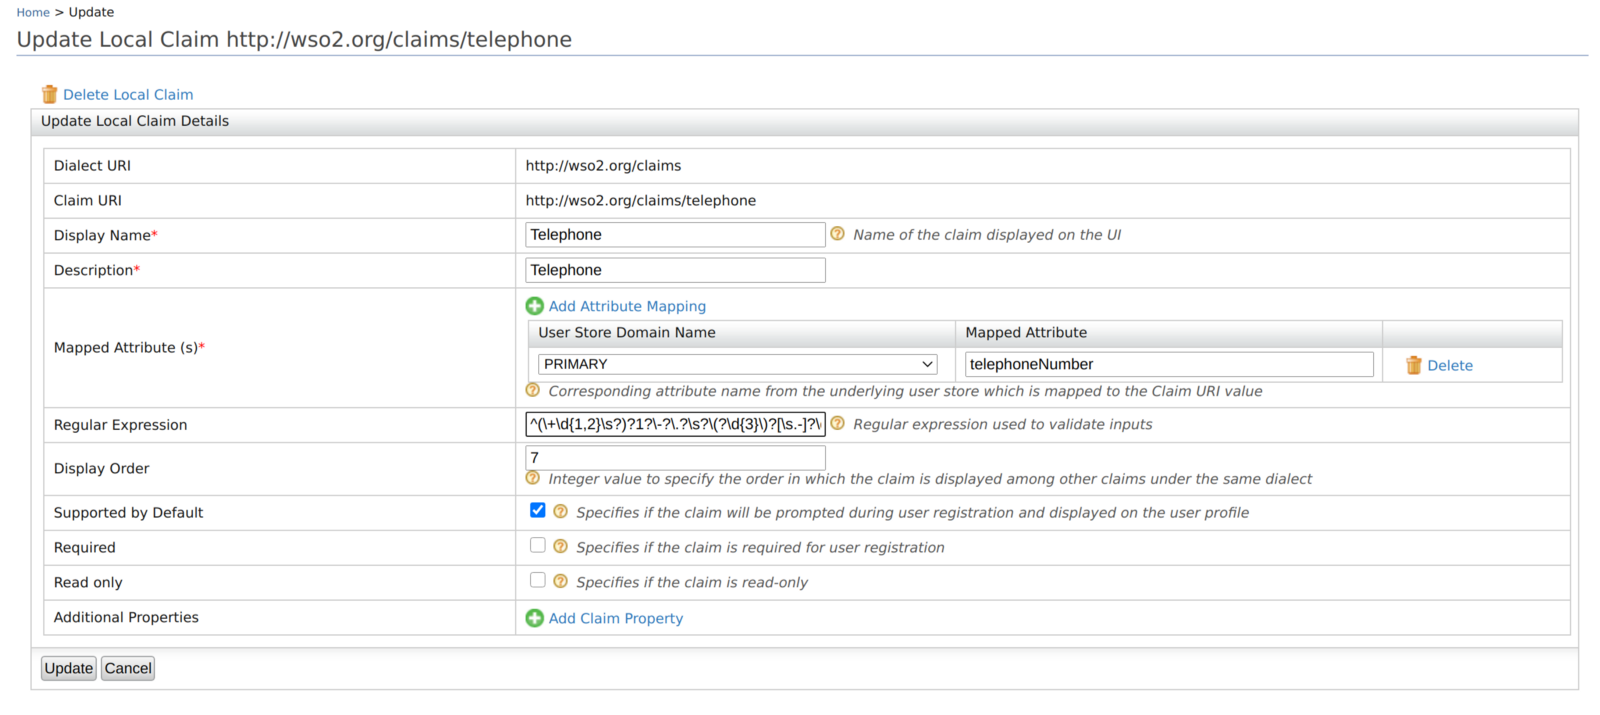 Home > Update
Update Local Claim http://wso2.org/claims/telephone
Delete Local Claim
Update Local Claim Details
Dialect URI http://wso2.org/claims
Claim URI http://wso2.org/claims/telephone
Display Name* Telephone Name of the claim displayed on the UI
Description* Telephone
Add Attribute Mapping
User Store Domain Name Mapped Attribute
Mapped Attribute (s)*
PRIMARY telephoneNumber Delete
Corresponding attribute name from the underlying user store which is mapped to the Claim URI value
Regular Expression ^(\+\d{1,2}\s?)?1?\-?\.?\s?\(?\d{3}\)?[\s.-]?\ Regular expression used to validate inputs
Display Order 7
Integer value to specify the order in which the claim is displayed among other claims under the same dialect
Supported by Default Specifies if the claim will be prompted during user registration and displayed on the user profile
Required Specifies if the claim is required for user registration
Read only Specifies if the claim is read-only
Additional Properties Add Claim Property
Update Cancel